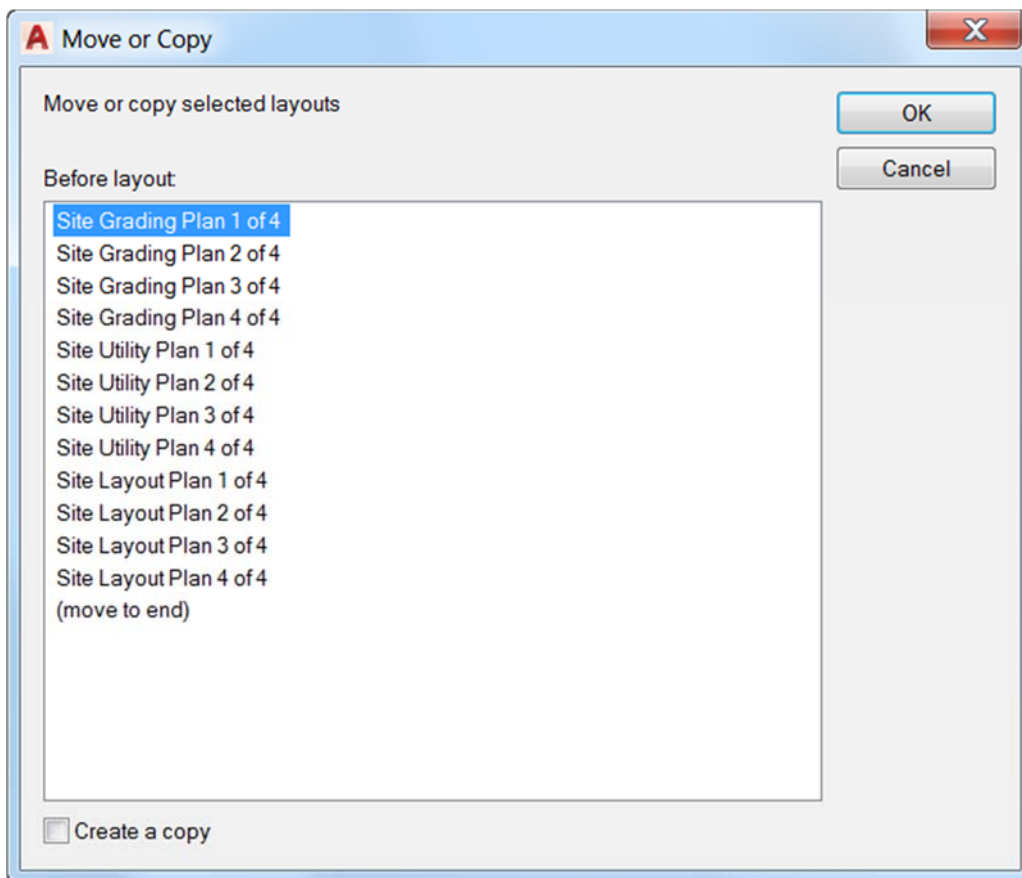 Move or Copy
Move or copy selected layouts
OK
Cancel
Before layout:
Site Grading Plan 1 of 4
Site Grading Plan 2 of 4
Site Grading Plan 3 of 4
Site Grading Plan 4 of 4
Site Utility Plan 1 of 4
Site Utility Plan 2 of 4
Site Utility Plan 3 of 4
Site Utility Plan 4 of 4
Site Layout Plan 1 of 4
Site Layout Plan 2 of 4
Site Layout Plan 3 of 4
Site Layout Plan 4 of 4
(move to end)
Create a copy